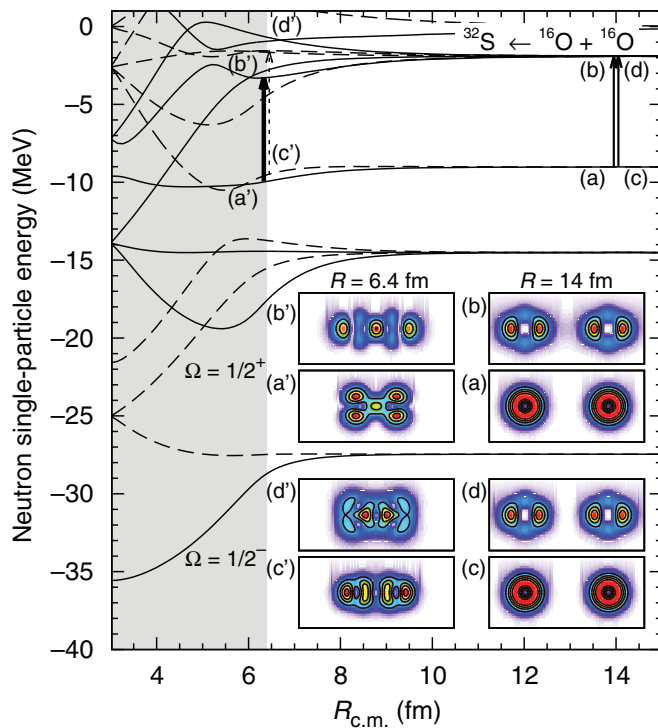 0
−5
−10
−15
−20
−25
−30
−35
−40
Neutron single-particle energy (MeV)
(d′)
³²S ← ¹⁶O + ¹⁶O
(b′)
(b) (d)
(c′)
(a′)
(a) (c)
R = 6.4 fm R = 14 fm
(b′) (b)
Ω = 1/2⁺
(a′) (a)
(d′) (d)
Ω = 1/2⁻
(c′) (c)
4 6 8 10 12 14
R c.m. (fm)